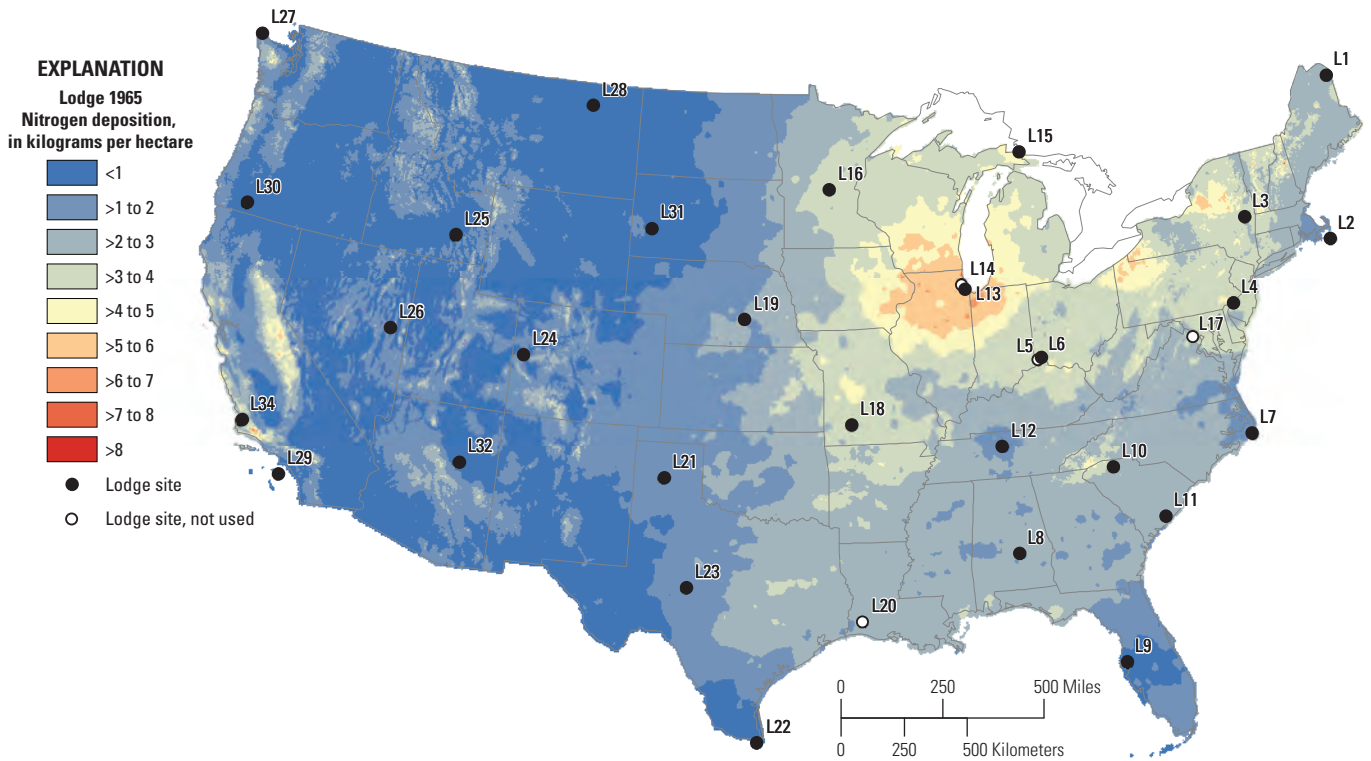 EXPLANATION
Lodge 1965
Nitrogen deposition,
in kilograms per hectare
<1
>1 to 2
>2 to 3
>3 to 4
>4 to 5
>5 to 6
>6 to 7
>7 to 8
>8
Lodge site
Lodge site, not used
L27
L28
L1
L15
L16
L30
L25
L31
L3
L2
L14
L13
L4
L17
L19
L26
L24
L5
L6
L34
L18
L12
L7
L29
L32
L21
L10
L11
L8
L23
L20
L9
L22
0 250 500 Miles
0 250 500 Kilometers